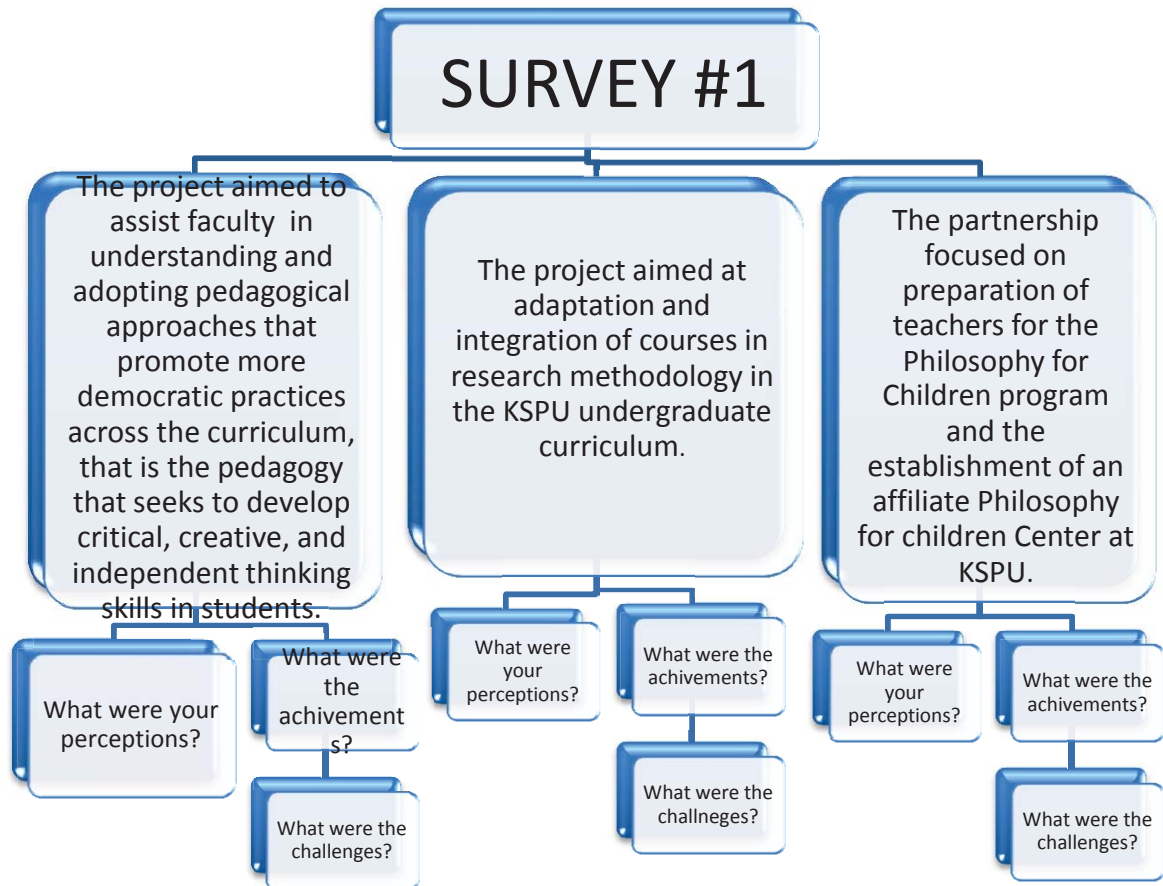 SURVEY #1
The project aimed to
assist faculty in
understanding and
adopting pedagogical
approaches that
promote more
democratic practices
across the curriculum,
that is the pedagogy
that seeks to develop
critical, creative, and
independent thinking
skills in students.
What were your
perceptions?
What were
the
achivement
s?
What were the
challenges?
The project aimed at
adaptation and
integration of courses in
research methodology in
the KSPU undergraduate
curriculum.
What were
your
perceptions?
What were the
achivements?
What were the
challneges?
The partnership
focused on
preparation of
teachers for the
Philosophy for
Children program
and the
establishment of an
affiliate Philosophy
for children Center at
KSPU.
What were
your
perceptions?
What were the
achivements?
What were the
challenges?